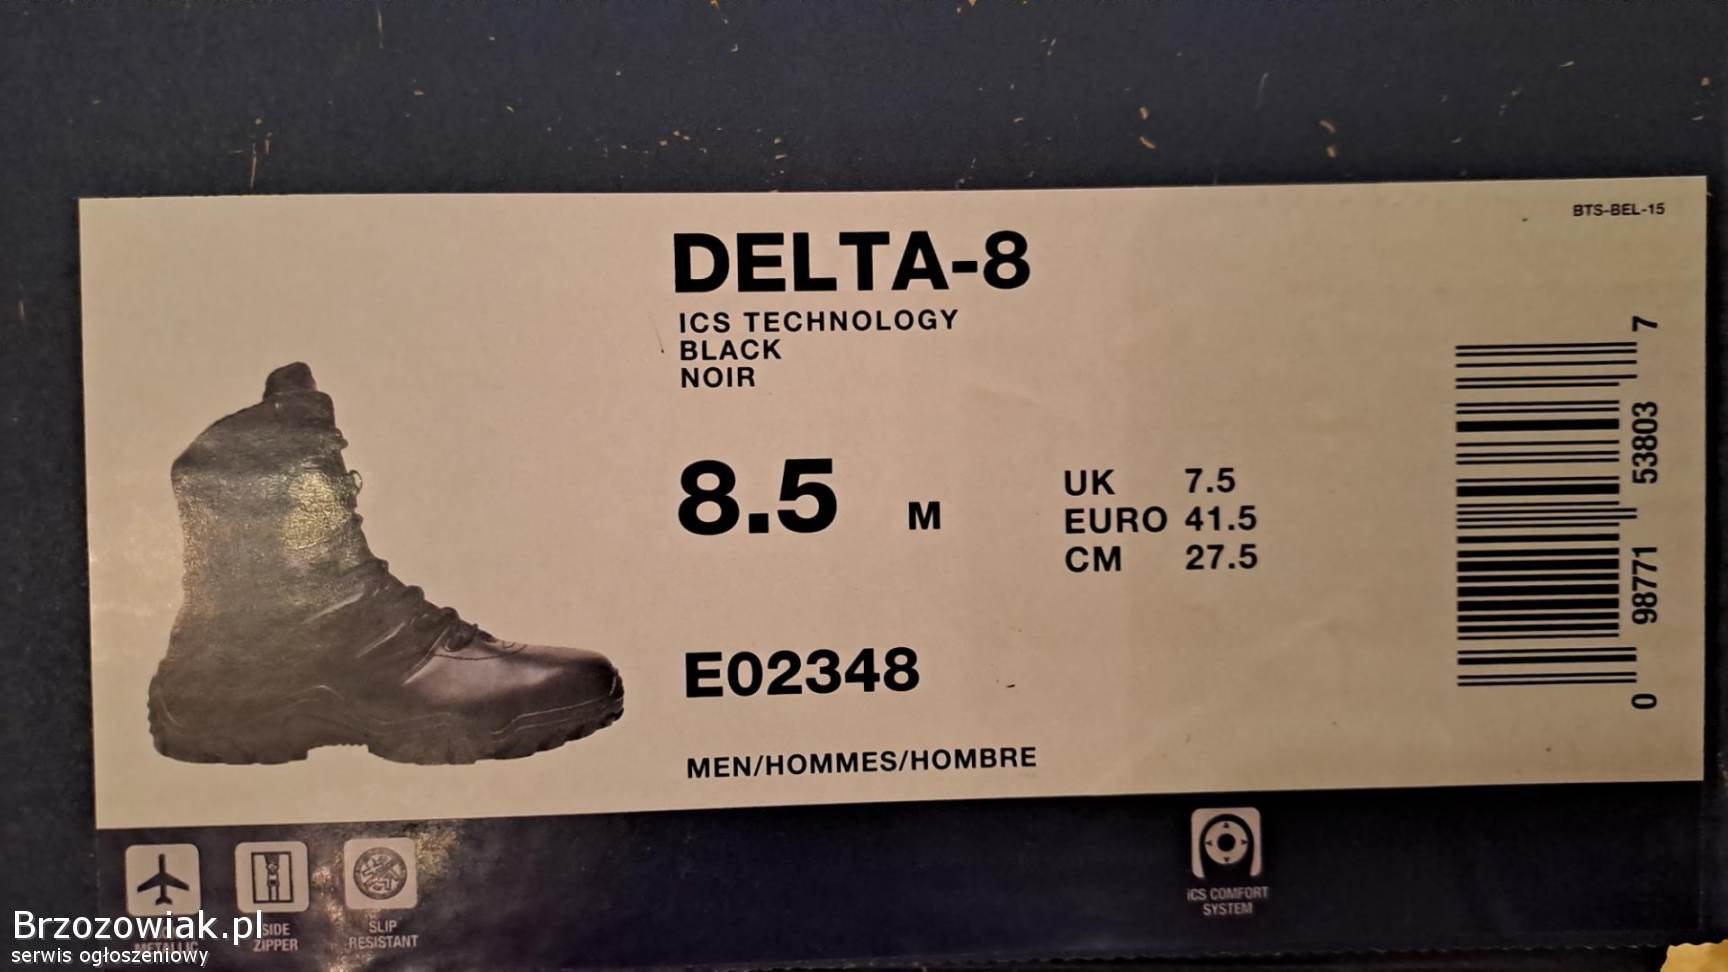 BTS-BEL-15
DELTA-8
ICS TECHNOLOGY
BLACK
NOIR
8.5 M
UK 7.5
EURO 41.5
CM 27.5
E02348
MEN/HOMMES/HOMBRE
0 98771 53803 7
METALLIC
SIDE
ZIPPER
SLIP
RESISTANT
ICS COMFORT
SYSTEM
Brzozowiak.pl
serwis ogłoszeniowy